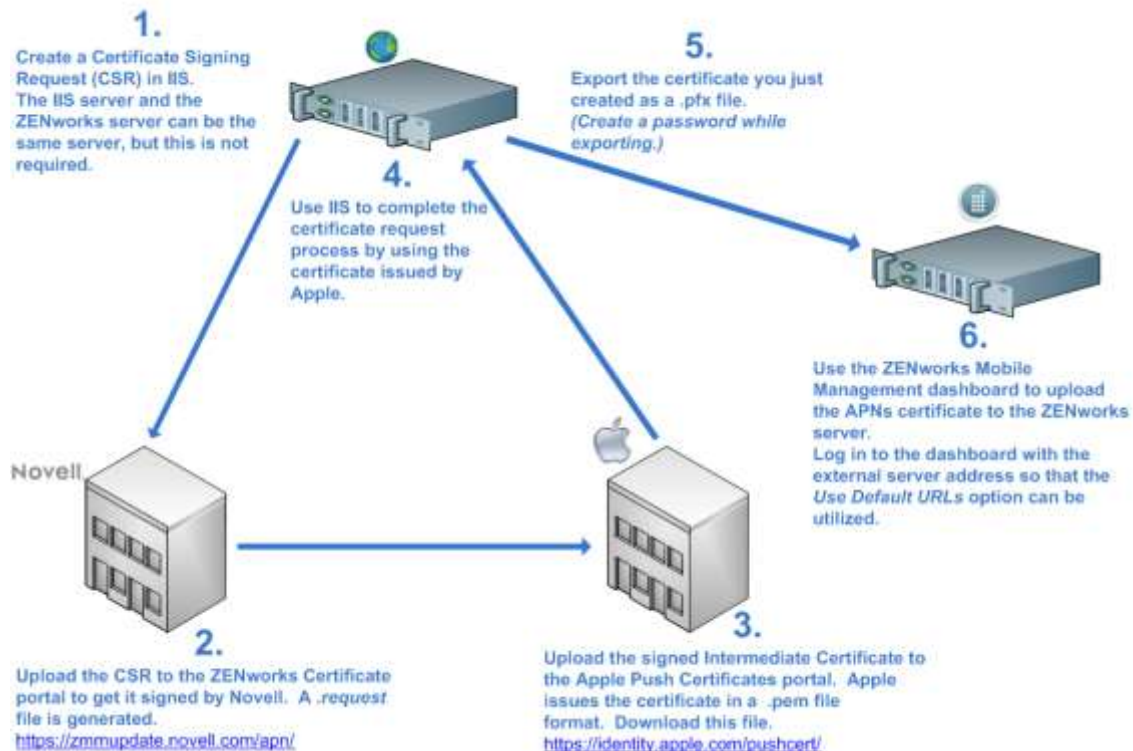 1.
Create a Certificate Signing
Request (CSR) in IIS.
The IIS server and the
ZENworks server can be the
same server, but this is not
required.
4.
Use IIS to complete the
certificate request
process by using the
certificate issued by
Apple.
5.
Export the certificate you just
created as a .pfx file.
(Create a password while
exporting.)
6.
Use the ZENworks Mobile
Management dashboard to upload
the APNs certificate to the ZENworks
server.
Log in to the dashboard with the
external server address so that the
Use Default URLs option can be
utilized.
Novell
2.
Upload the CSR to the ZENworks Certificate
portal to get it signed by Novell. A .request
file is generated.
https://zmmupdate.novell.com/apn/
3.
Upload the signed Intermediate Certificate to
the Apple Push Certificates portal. Apple
issues the certificate in a .pem file
format. Download this file.
https://identity.apple.com/pushcert/